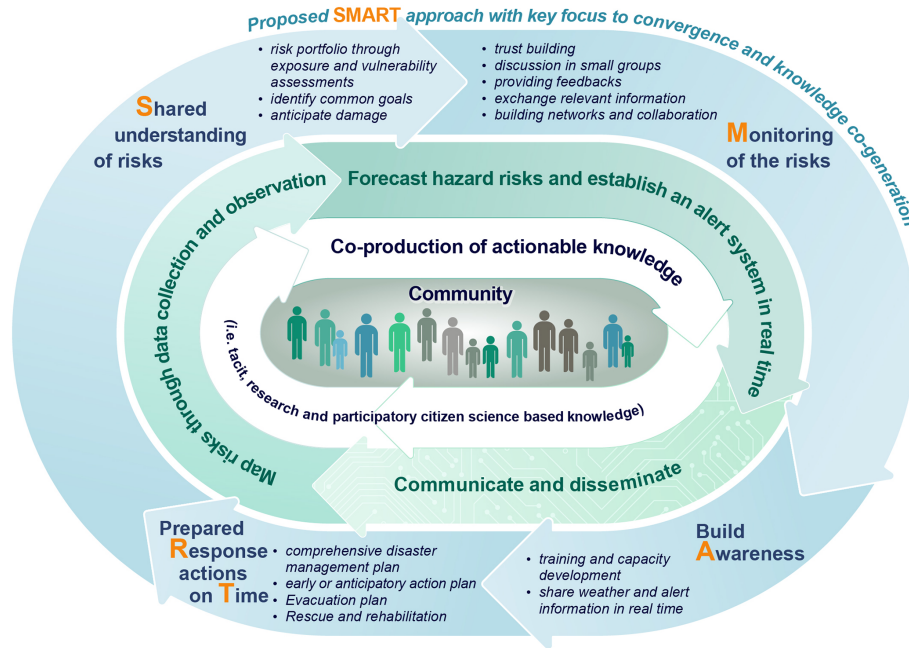 Proposed SMART approach with key focus to convergence and knowledge co-generation
Shared
understanding
of risks
• risk portfolio through
exposure and vulnerability
assessments
• identify common goals
• anticipate damage
• trust building
• discussion in small groups
• providing feedbacks
• exchange relevant information
• building networks and collaboration
Monitoring
of the risks
Map risks through data collection and observation
Forecast hazard risks and establish an alert system in real time
Co-production of actionable knowledge
Community
(i.e. tacit, research and participatory citizen science based knowledge)
Communicate and disseminate
Build
Awareness
• training and capacity
development
• share weather and alert
information in real time
Prepared
Response
actions
on Time
• comprehensive disaster
management plan
• early or anticipatory action plan
• Evacuation plan
• Rescue and rehabilitation